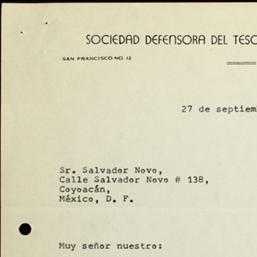 SOCIEDAD DEFENSORA DEL TESO
SAN FRANCISCO NO. 12
27 de septiem
Sr. Salvador Novo,
Calle Salvador Novo # 138,
Coyoacán,
México, D. F.
Muy señor nuestro: